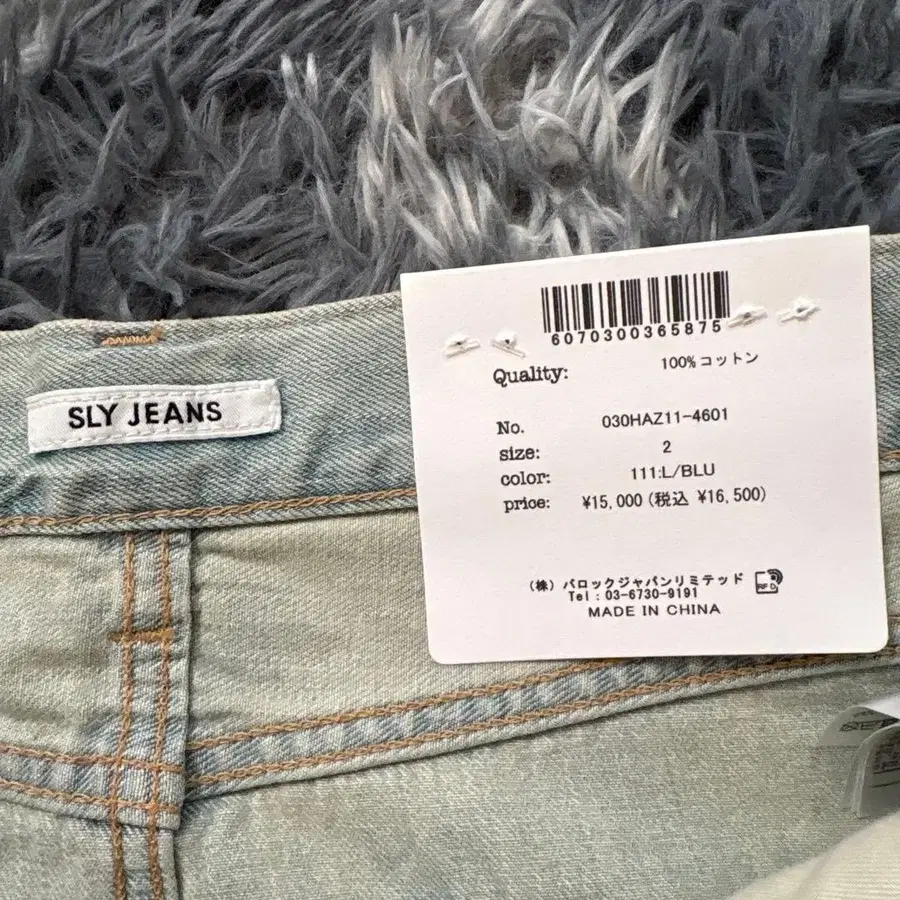 SLY JEANS
6070300365875
Quality: 100%コットン
No. 030HAZ11-4601
size: 2
color: 111:L/BLU
price: ¥15,000 (税込 ¥16,500)
(株) バロックジャパンリミテッド
Tel : 03-6730-9191
MADE IN CHINA